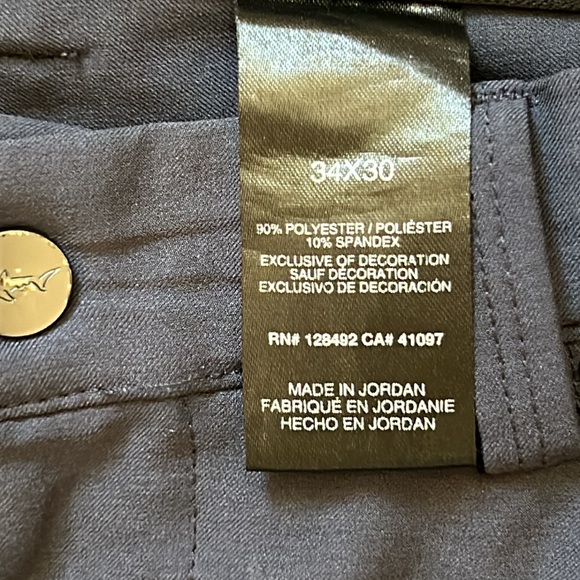 34X30
90% POLYESTER / POLIÉSTER
10% SPANDEX
EXCLUSIVE OF DECORATION
SAUF DÉCORATION
EXCLUSIVO DE DECORACIÓN
RN# 128492 CA# 41097
MADE IN JORDAN
FABRIQUÉ EN JORDANIE
HECHO EN JORDAN